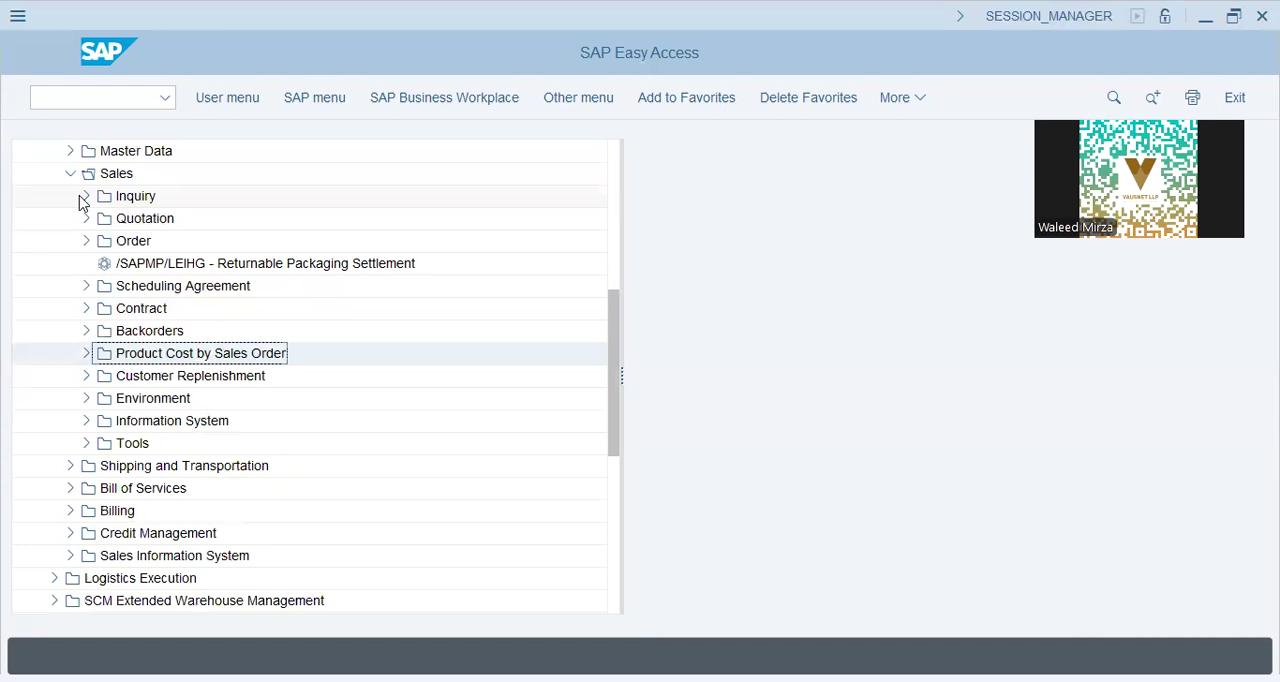 SESSION_MANAGER
SAP
SAP Easy Access
User menu SAP menu SAP Business Workplace Other menu Add to Favorites Delete Favorites More Exit
Master Data
Sales
Inquiry
Quotation
Order
/SAPMP/LEIHG - Returnable Packaging Settlement
Scheduling Agreement
Contract
Backorders
Product Cost by Sales Order
Customer Replenishment
Environment
Information System
Tools
Shipping and Transportation
Bill of Services
Billing
Credit Management
Sales Information System
Logistics Execution
SCM Extended Warehouse Management
VAUSNET LLP
Waleed Mirza